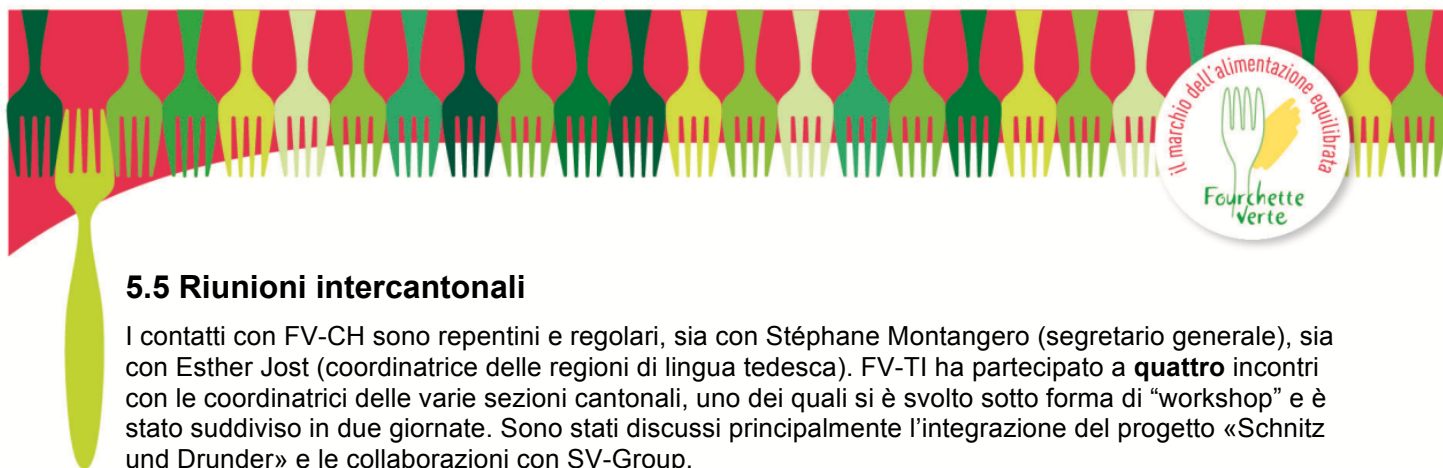 il marchio dell'alimentazione equilibrata
Fourchette
verte
5.5 Riunioni intercantonali
I contatti con FV-CH sono repentini e regolari, sia con Stéphane Montangero (segretario generale), sia
con Esther Jost (coordinatrice delle regioni di lingua tedesca). FV-TI ha partecipato a quattro incontri
con le coordinatrici delle varie sezioni cantonali, uno dei quali si è svolto sotto forma di “workshop” e è
stato suddiviso in due giornate. Sono stati discussi principalmente l’integrazione del progetto «Schnitz
und Drunder» e le collaborazioni con SV-Group.